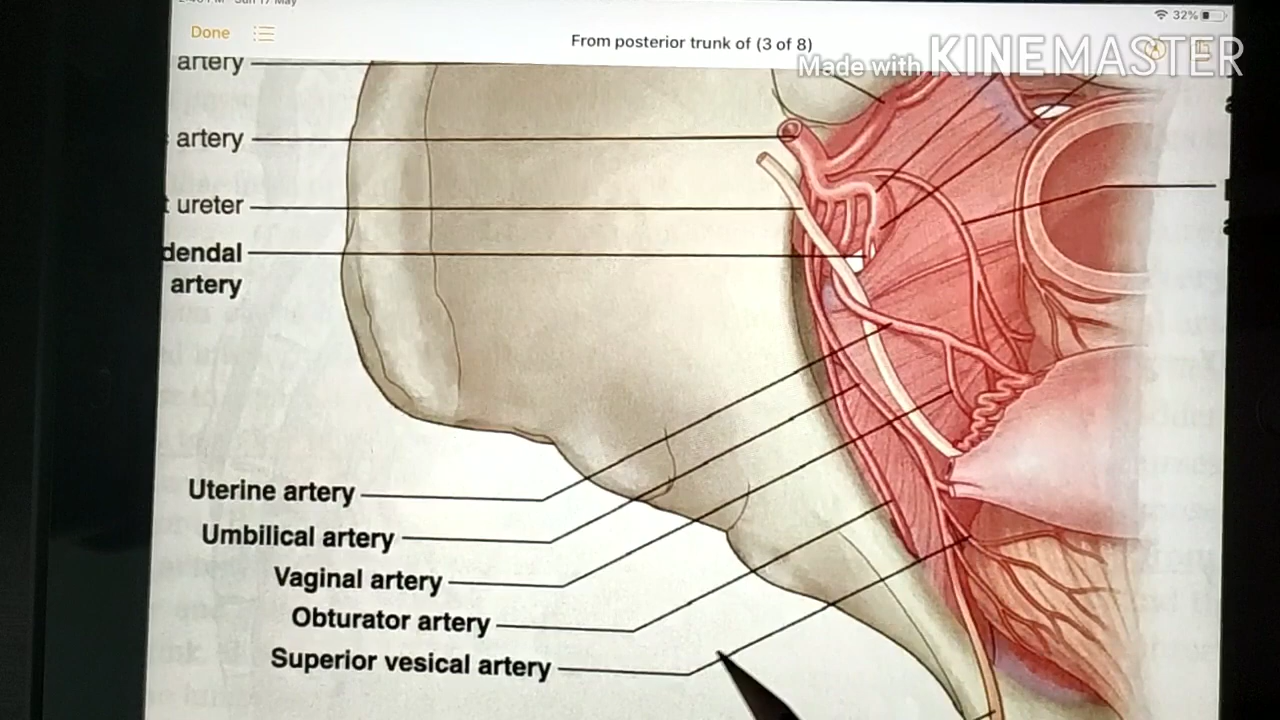 Done
From posterior trunk of (3 of 8)
32%
Made with KINEMASTER
artery
artery
ureter
dendal
artery
Uterine artery
Umbilical artery
Vaginal artery
Obturator artery
Superior vesical artery